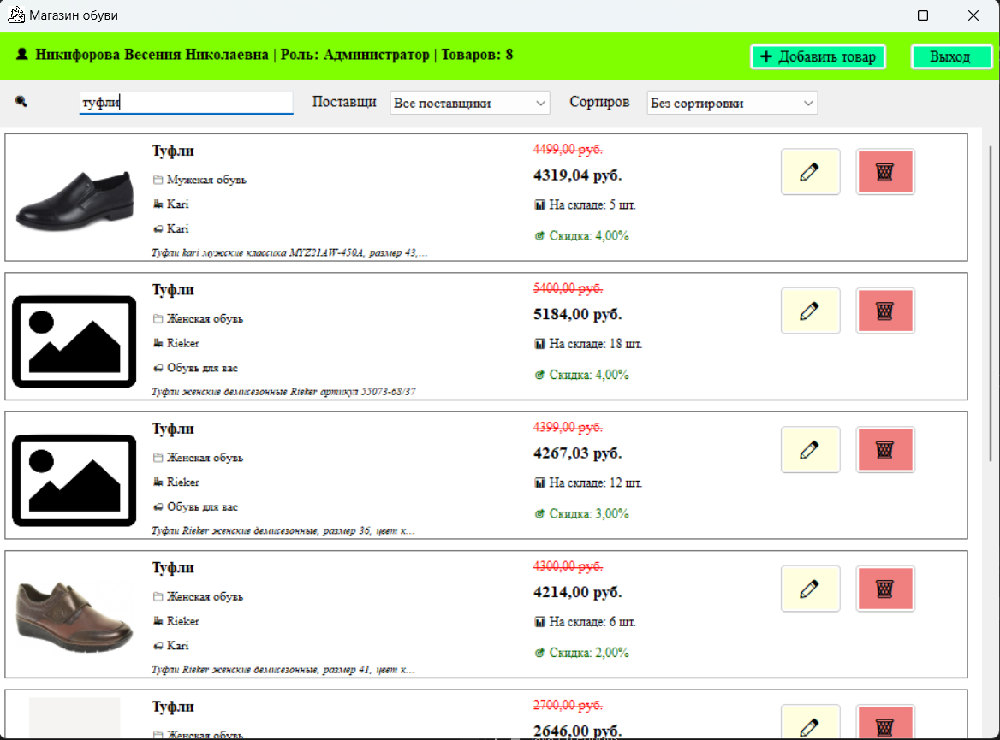 Магазин обуви
Никифорова Весения Николаевна | Роль: Администратор | Товаров: 8
+ Добавить товар
Выход
туфли
Поставщи
Все поставщики
Сортиров
Без сортировки
Туфли
Мужская обувь
Kari
Kari
Туфли kari мужские классика MYZ21AW-450A, размер 43,...
4499,00 руб.
4319,04 руб.
На складе: 5 шт.
Скидка: 4,00%
Туфли
Женская обувь
Rieker
Обувь для вас
Туфли женские демисезонные Rieker артикул 55073-68/37
5400,00 руб.
5184,00 руб.
На складе: 18 шт.
Скидка: 4,00%
Туфли
Женская обувь
Rieker
Обувь для вас
Туфли Rieker женские демисезонные, размер 36, цвет к...
4399,00 руб.
4267,03 руб.
На складе: 12 шт.
Скидка: 3,00%
Туфли
Женская обувь
Rieker
Kari
Туфли Rieker женские демисезонные, размер 41, цвет к...
4300,00 руб.
4214,00 руб.
На складе: 6 шт.
Скидка: 2,00%
Туфли
Женская обувь
2700,00 руб.
2646,00 руб.